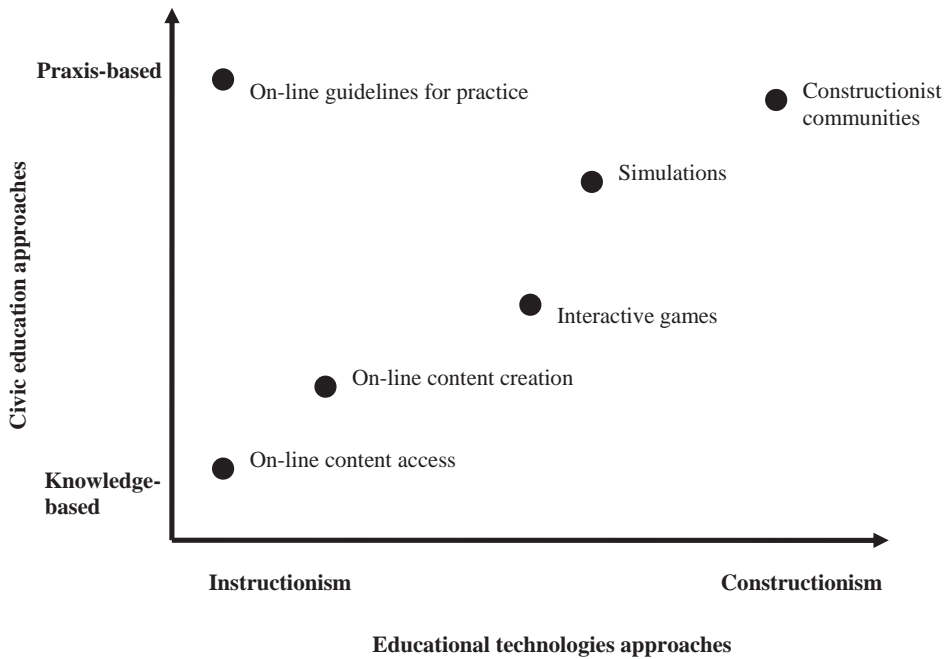 Praxis-based
On-line guidelines for practice
Constructionist
communities
Simulations
Civic education approaches
Interactive games
On-line content creation
On-line content access
Knowledge-
based
Instructionism
Constructionism
Educational technologies approaches